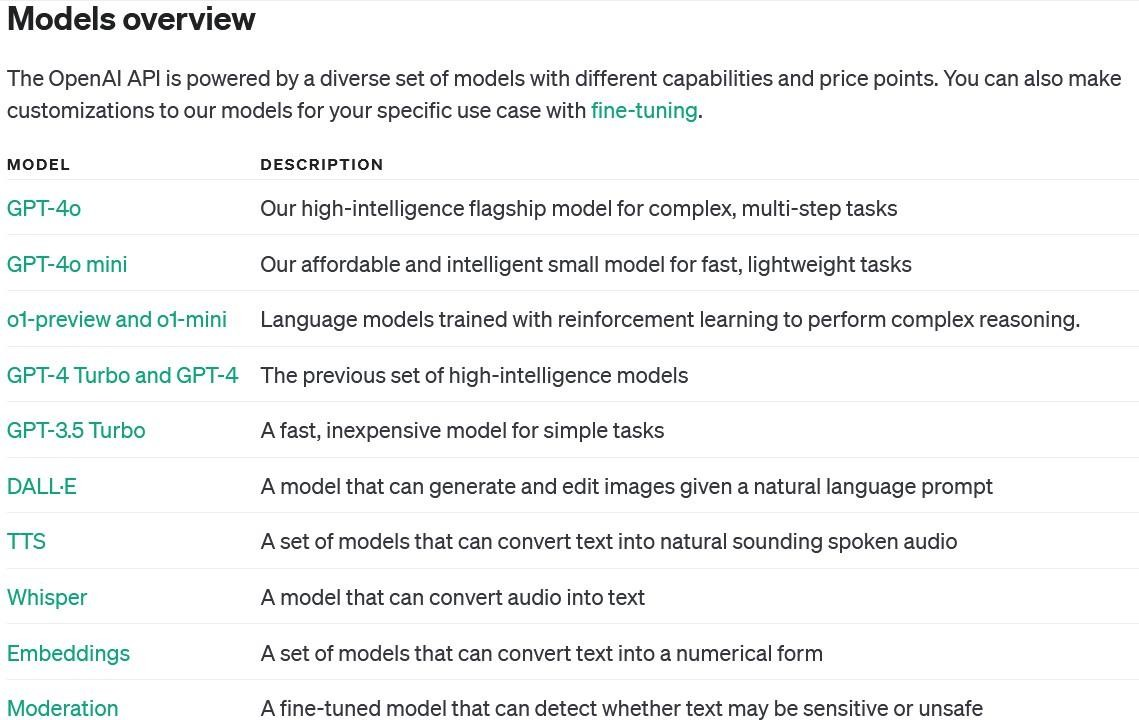 Models overview
The OpenAI API is powered by a diverse set of models with different capabilities and price points. You can also make
customizations to our models for your specific use case with fine-tuning.
MODEL DESCRIPTION
GPT-4o Our high-intelligence flagship model for complex, multi-step tasks
GPT-4o mini Our affordable and intelligent small model for fast, lightweight tasks
o1-preview and o1-mini Language models trained with reinforcement learning to perform complex reasoning.
GPT-4 Turbo and GPT-4 The previous set of high-intelligence models
GPT-3.5 Turbo A fast, inexpensive model for simple tasks
DALL·E A model that can generate and edit images given a natural language prompt
TTS A set of models that can convert text into natural sounding spoken audio
Whisper A model that can convert audio into text
Embeddings A set of models that can convert text into a numerical form
Moderation A fine-tuned model that can detect whether text may be sensitive or unsafe